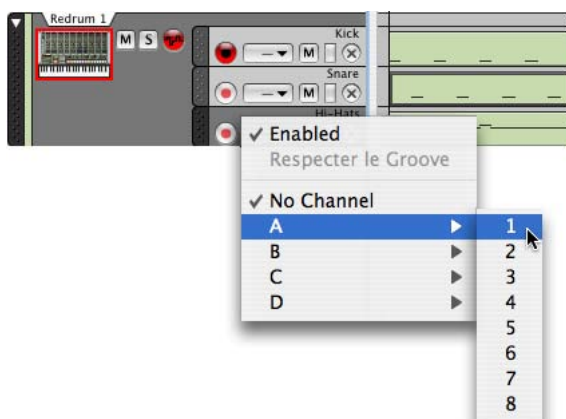 Redrum 1
M S
Kick
M
Snare
M
Hi-Hats
✓ Enabled
Respecter le Groove
✓ No Channel
A
B
C
D
1
2
3
4
5
6
7
8